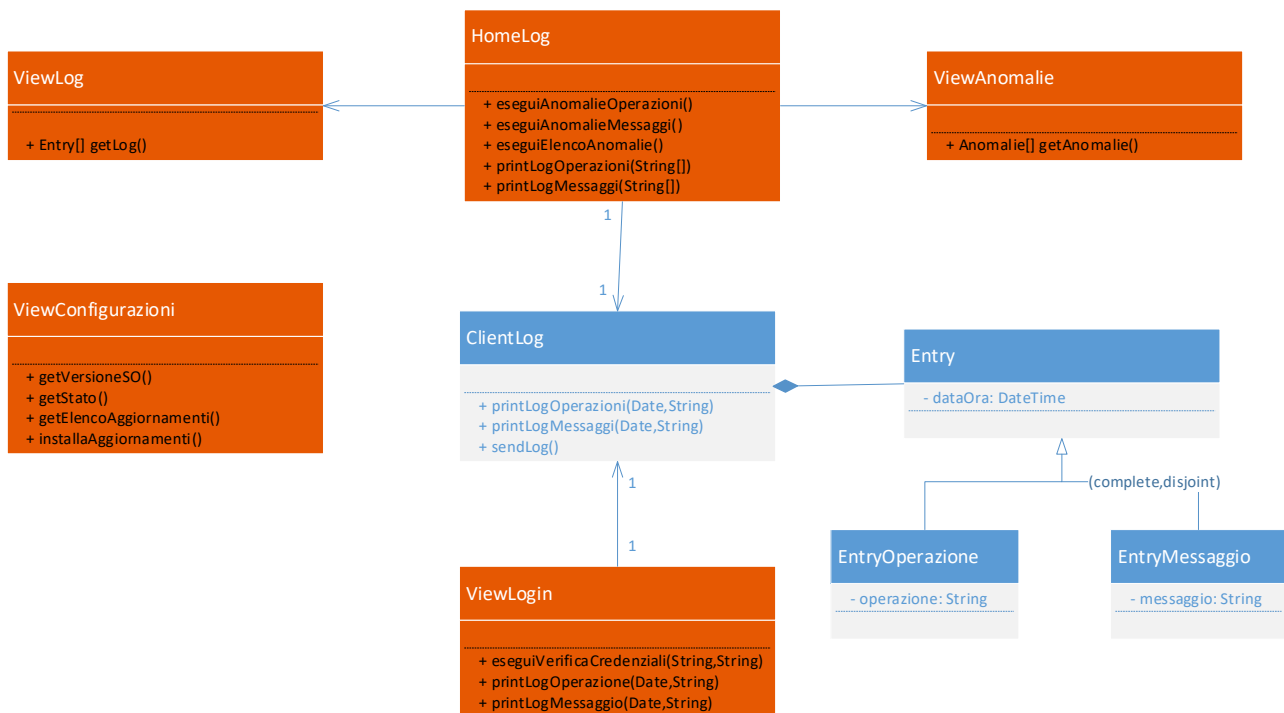 HomeLog
+ eseguiAnomalieOperazioni()
+ eseguiAnomalieMessaggi()
+ eseguiElencoAnomalie()
+ printLogOperazioni(String[])
+ printLogMessaggi(String[])
ViewLog
+ Entry[] getLog()
ViewAnomalie
+ Anomalie[] getAnomalie()
1
1
ViewConfigurazioni
+ getVersioneSO()
+ getStato()
+ getElencoAggiornamenti()
+ installaAggiornamenti()
ClientLog
+ printLogOperazioni(Date,String)
+ printLogMessaggi(Date,String)
+ sendLog()
Entry
- dataOra: DateTime
(complete,disjoint)
1
1
EntryOperazione
- operazione: String
EntryMessaggio
- messaggio: String
ViewLogin
+ eseguiVerificaCredenziali(String,String)
+ printLogOperazione(Date,String)
+ printLogMessaggio(Date,String)